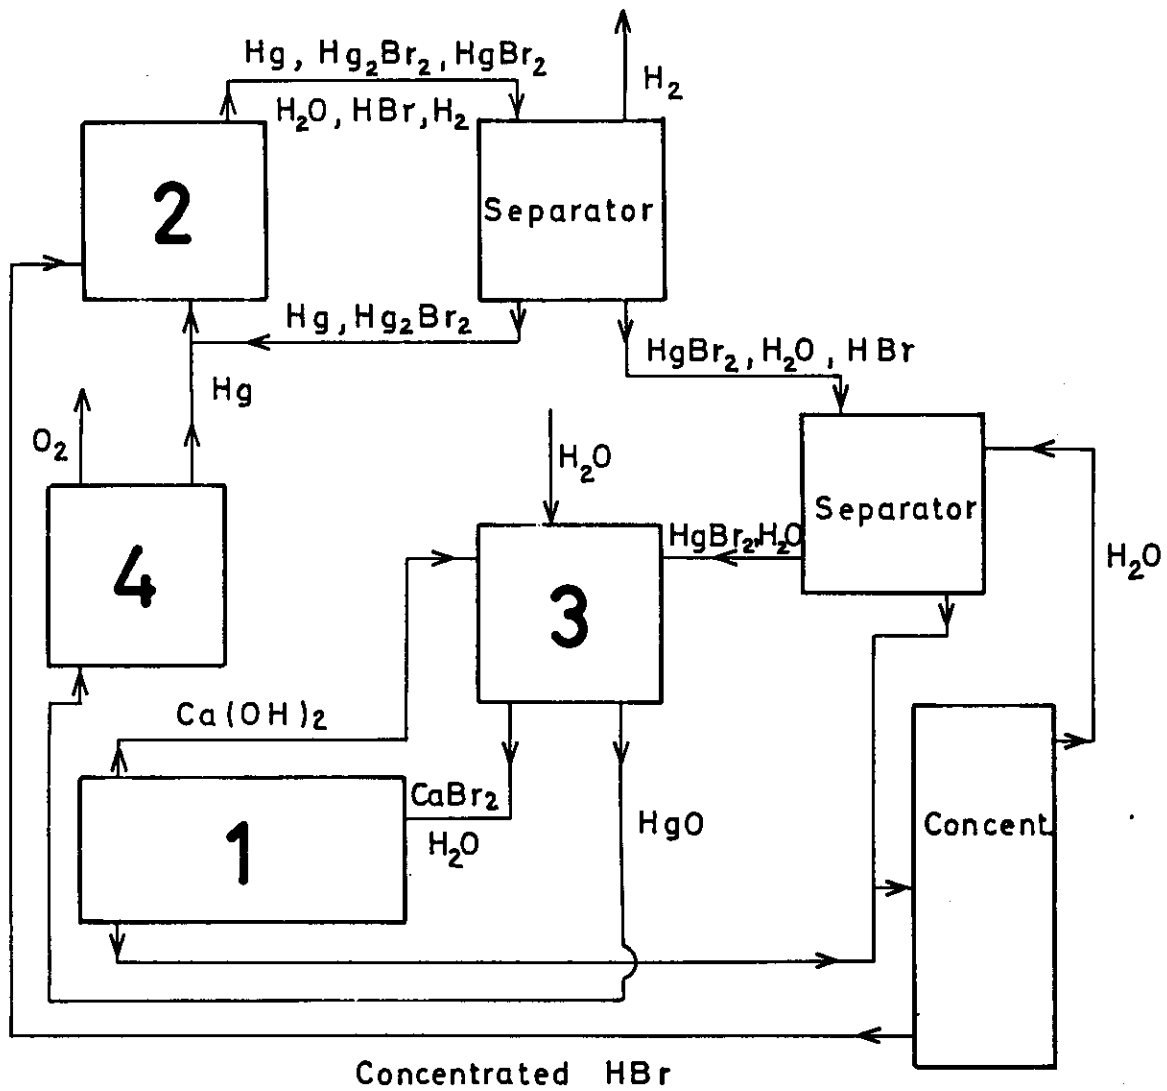 Hg, Hg₂Br₂, HgBr₂
H₂O, HBr, H₂
H₂
2
Separator
Hg, Hg₂Br₂
HgBr₂, H₂O, HBr
Hg
O₂
H₂O
Separator
HgBr₂, H₂O
H₂O
4
3
Ca(OH)₂
CaBr₂
H₂O
HgO
1
Concent.
Concentrated HBr